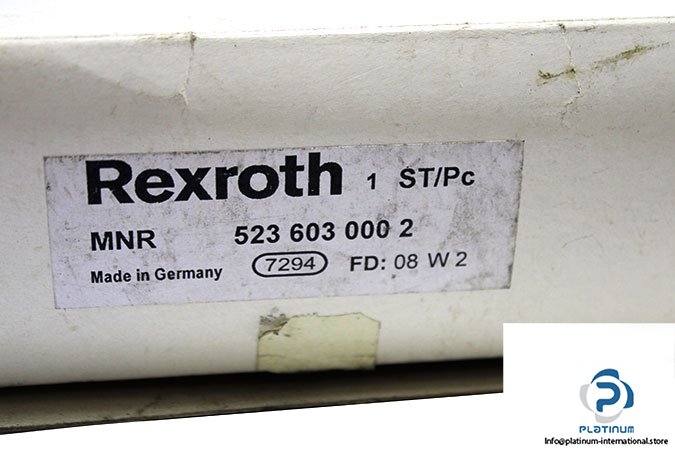 Rexroth 1 ST/Pc
MNR 523 603 000 2
Made in Germany 7294 FD: 08 W 2
PLATINUM
Info@platinum-international.store